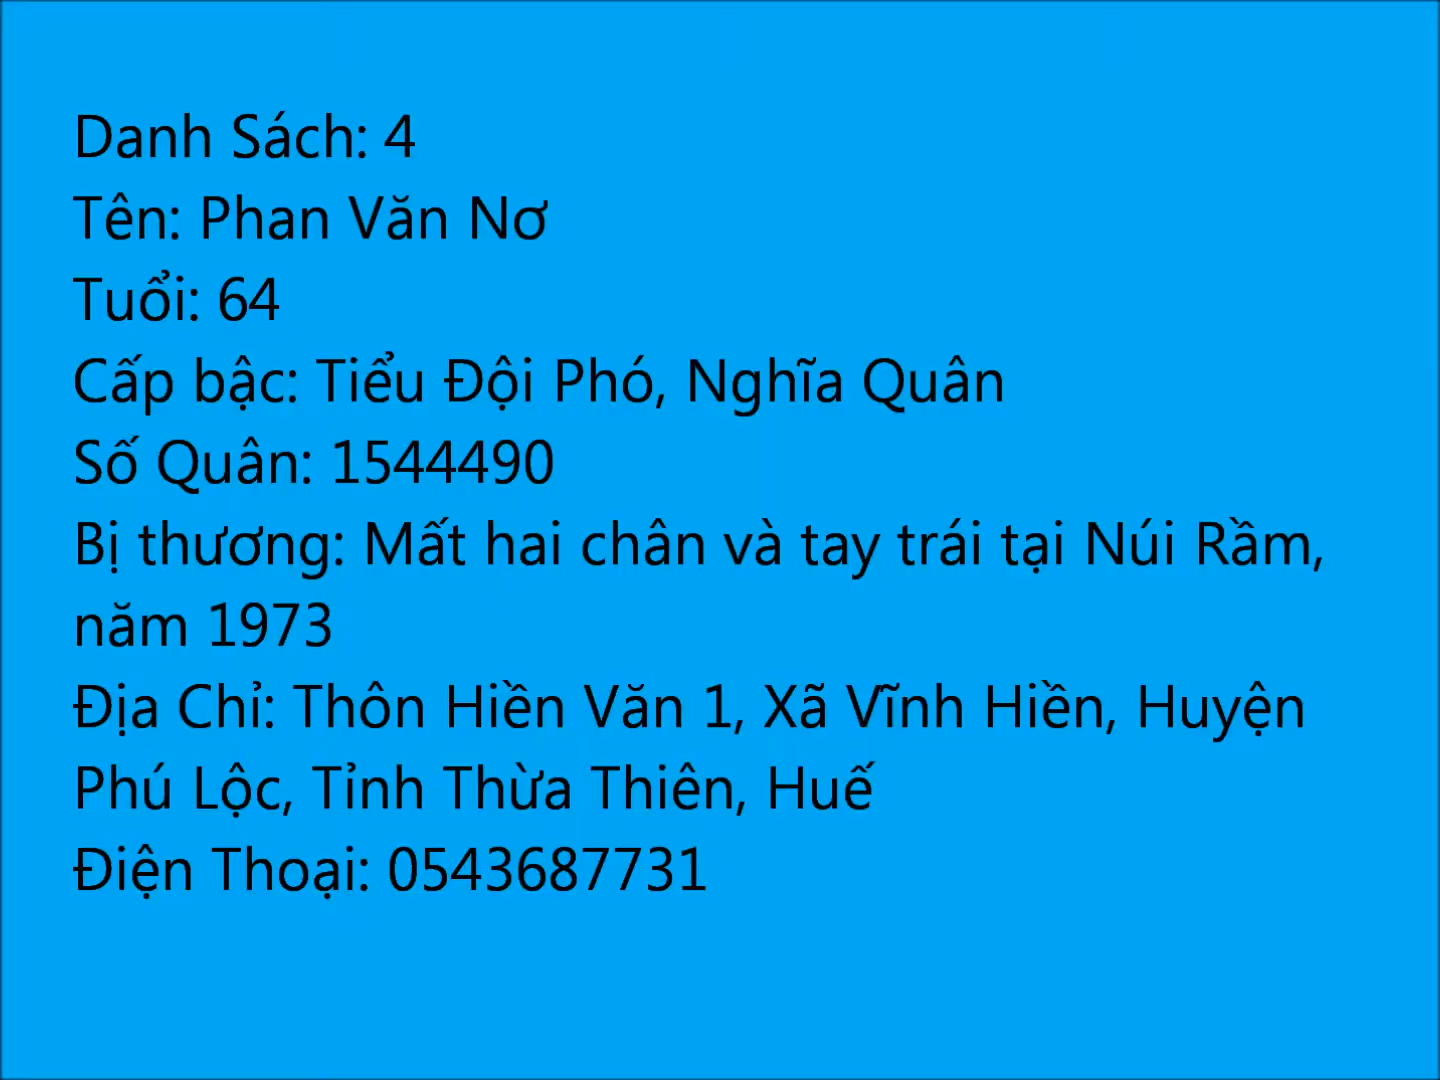 Danh Sách: 4
Tên: Phan Văn Nơ
Tuổi: 64
Cấp bậc: Tiểu Đội Phó, Nghĩa Quân
Số Quân: 1544490
Bị thương: Mất hai chân và tay trái tại Núi Rầm,
năm 1973
Địa Chỉ: Thôn Hiền Văn 1, Xã Vĩnh Hiền, Huyện
Phú Lộc, Tỉnh Thừa Thiên, Huế
Điện Thoại: 0543687731